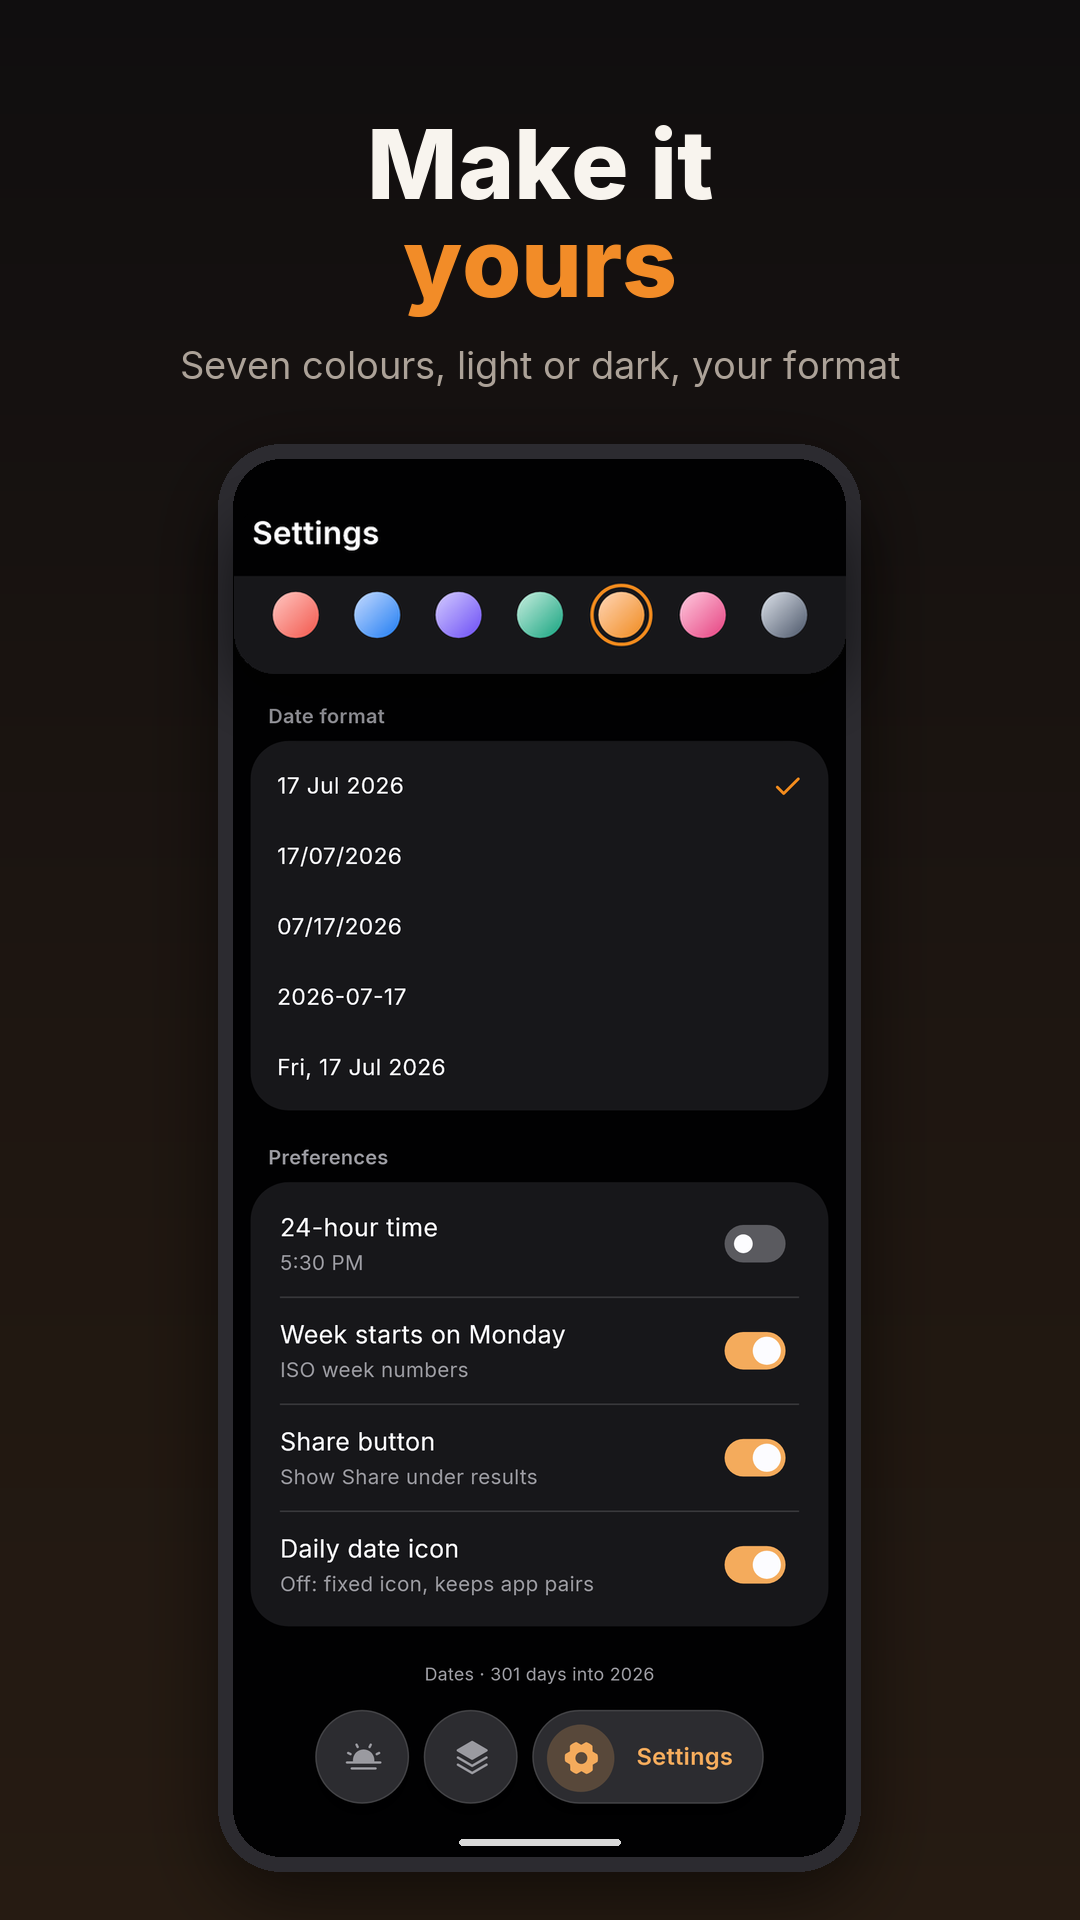 Make it
yours
Seven colours, light or dark, your format
Settings
Date format
17 Jul 2026
17/07/2026
07/17/2026
2026-07-17
Fri, 17 Jul 2026
Preferences
24-hour time
5:30 PM
Week starts on Monday
ISO week numbers
Share button
Show Share under results
Daily date icon
Off: fixed icon, keeps app pairs
Dates · 301 days into 2026
Settings